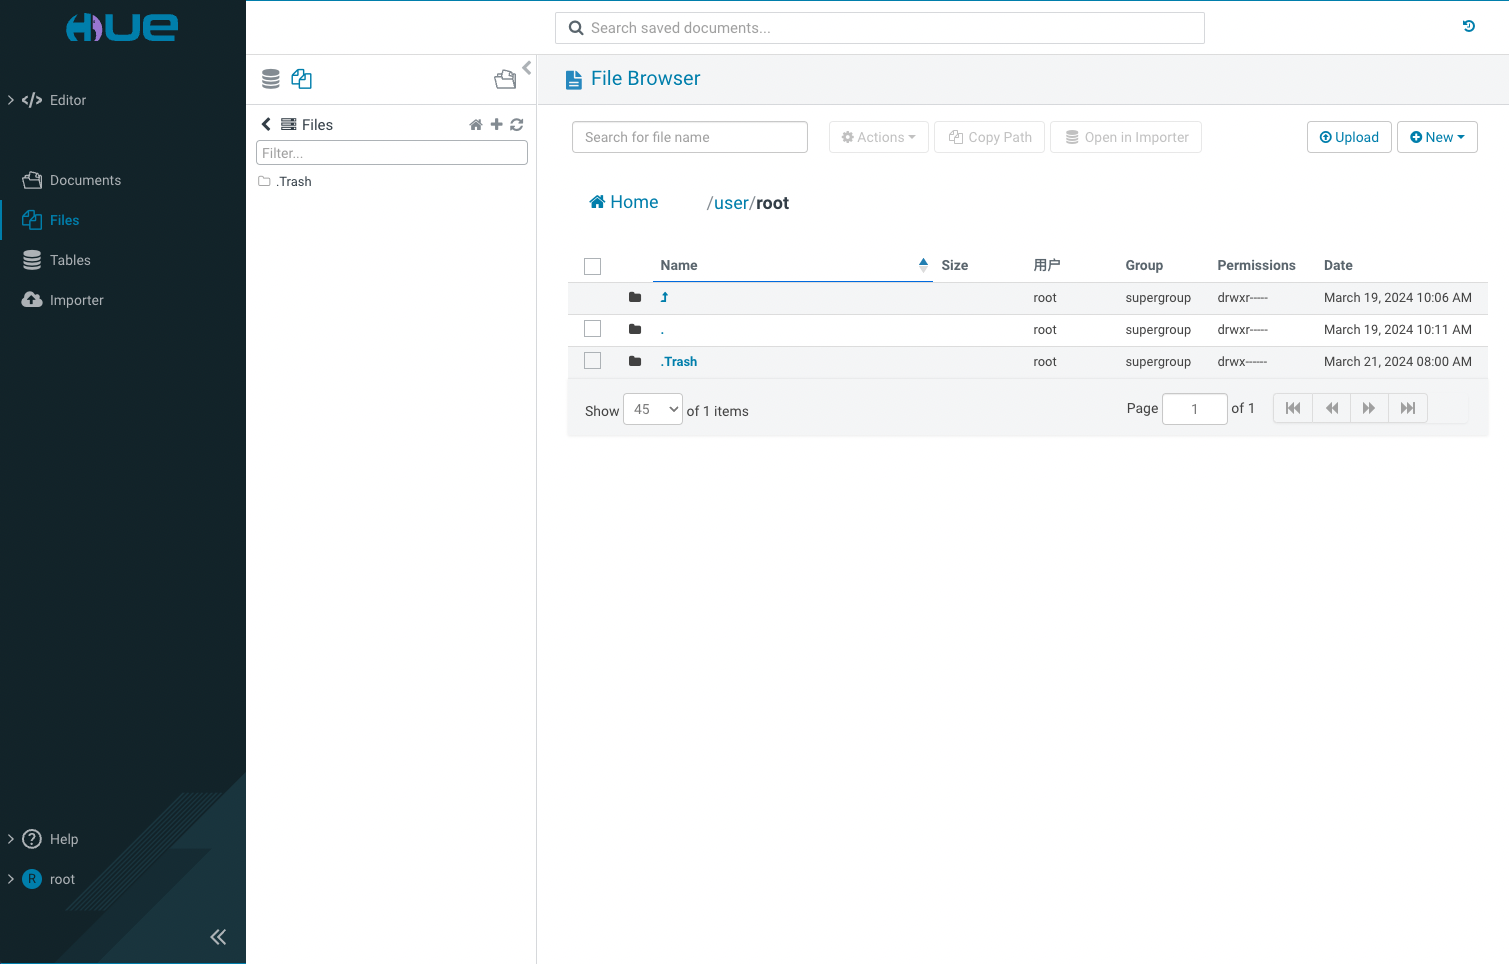 HUE
Search saved documents...
Editor
Documents
Files
Tables
Importer
Help
R root
Files
Filter...
.Trash
File Browser
Search for file name
Actions
Copy Path
Open in Importer
Upload
New
Home
/user/root
Name Size 用户 Group Permissions Date
root supergroup drwxr----- March 19, 2024 10:06 AM
. root supergroup drwxr----- March 19, 2024 10:11 AM
.Trash root supergroup drwx------ March 21, 2024 08:00 AM
Show 45 of 1 items
Page 1 of 1